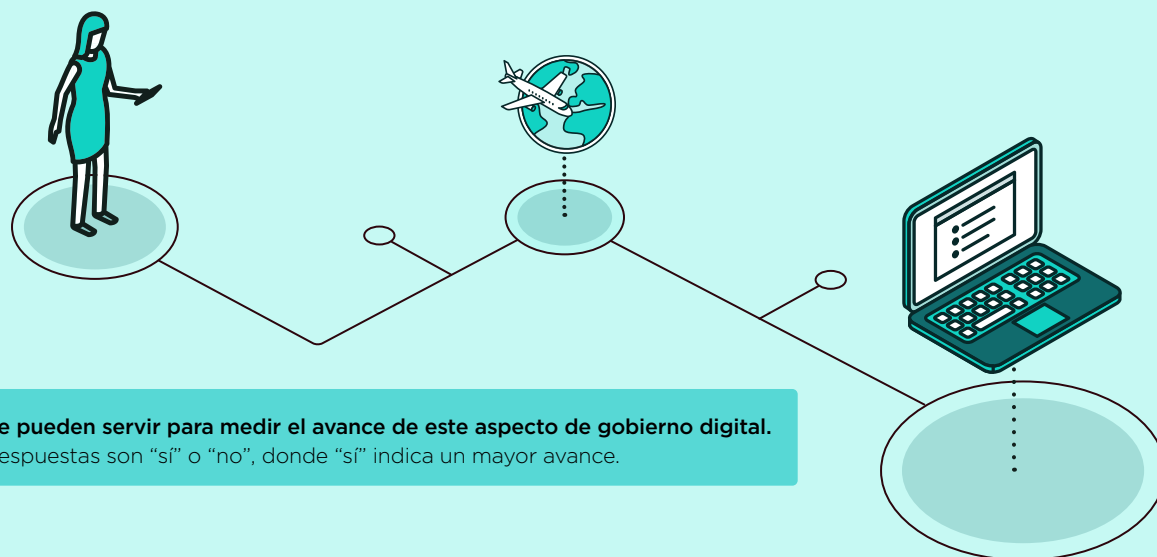 pueden servir para medir el avance de este aspecto de gobierno digital.
son “sí” o “no”, donde “sí” indica un mayor avance.